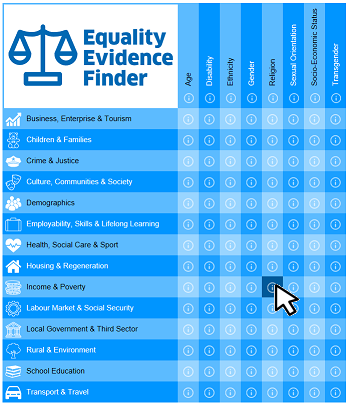 Equality
Evidence
Finder
Age
Disability
Ethnicity
Gender
Religion
Sexual Orientation
Socio-Economic Status
Transgender
Business, Enterprise & Tourism
Children & Families
Crime & Justice
Culture, Communities & Society
Demographics
Employability, Skills & Lifelong Learning
Health, Social Care & Sport
Housing & Regeneration
Income & Poverty
Labour Market & Social Security
Local Government & Third Sector
Rural & Environment
School Education
Transport & Travel